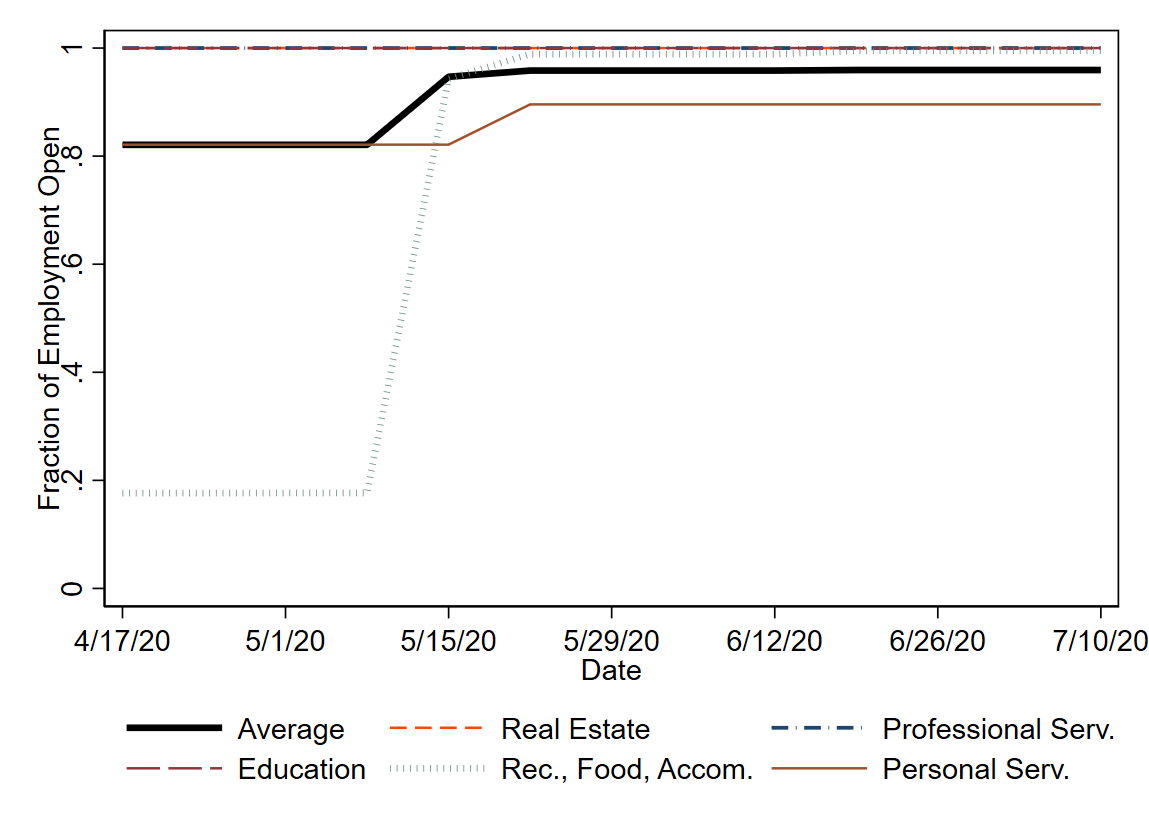 Fraction of Employment Open
1
.8
.6
.4
.2
0
4/17/20 5/1/20 5/15/20 5/29/20 6/12/20 6/26/20 7/10/20
Date
Average Real Estate Professional Serv.
Education Rec., Food, Accom. Personal Serv.